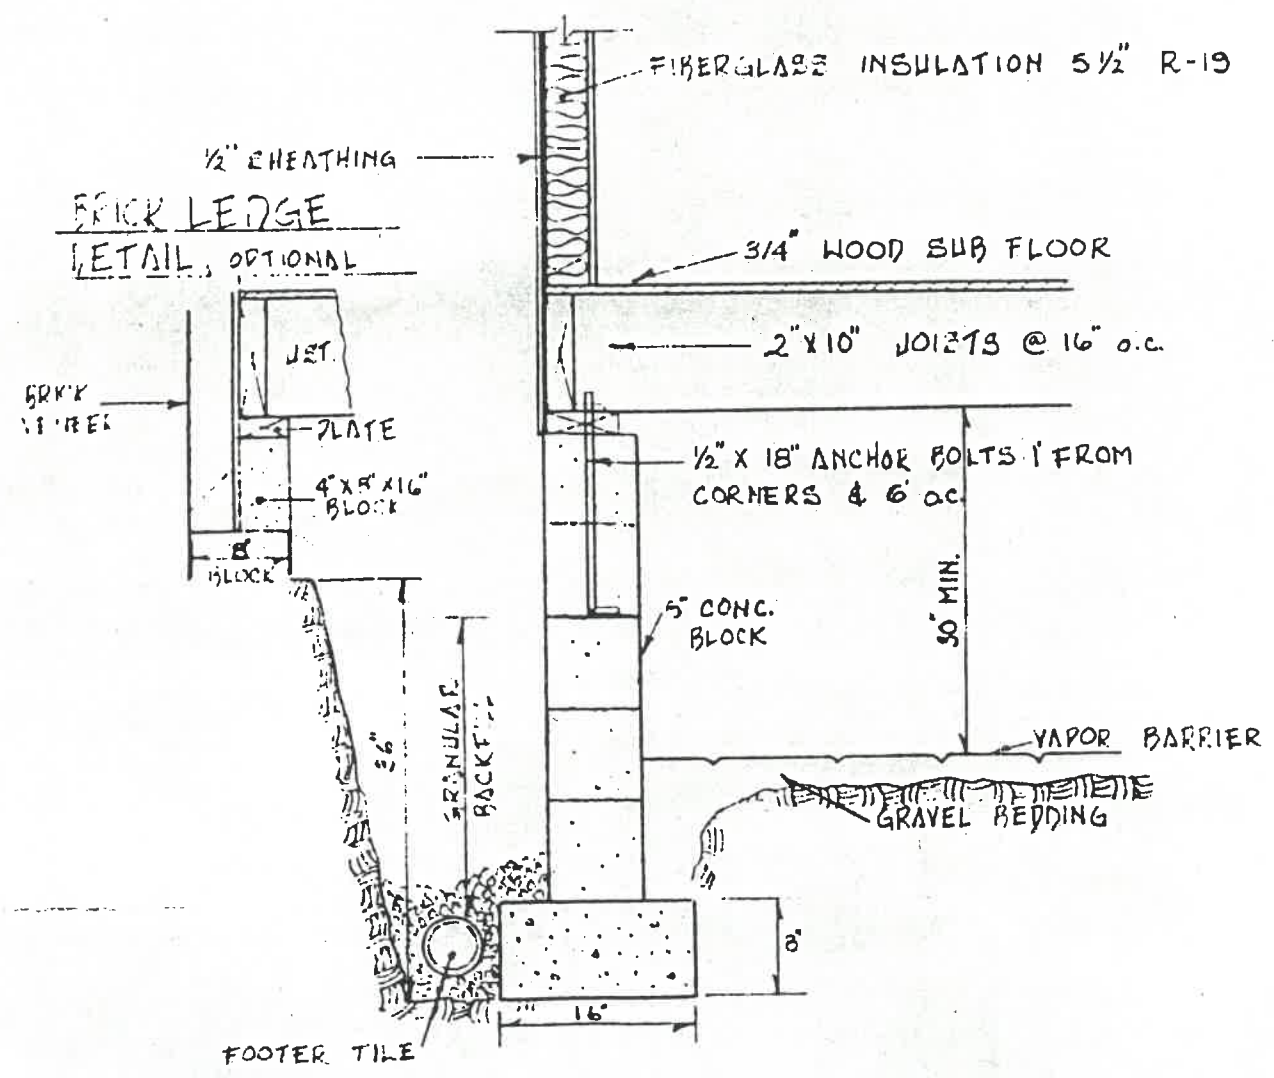 FIBERGLASS INSULATION 5 1/2" R-19
1/2" SHEATHING
BRICK LEDGE
DETAIL, OPTIONAL
3/4" WOOD SUB FLOOR
JST.
2"X10" JOISTS @ 16" o.c.
BRICK
VENEER
PLATE
1/2" X 18" ANCHOR BOLTS 1' FROM
CORNERS & 6' o.c.
4"X8"X16"
BLOCK
8"
BLOCK
CONC.
BLOCK
30" MIN.
GRANULAR
BACKFILL
VAPOR BARRIER
GRAVEL BEDDING
8"
16"
FOOTER TILE